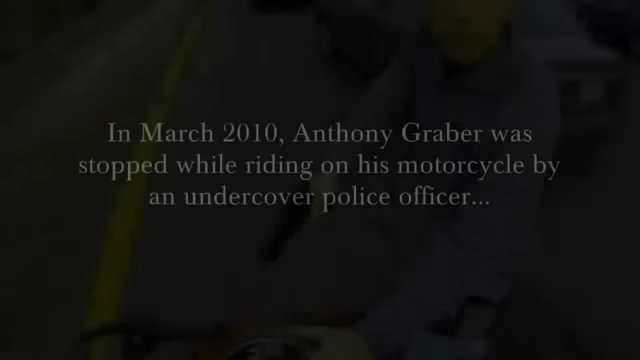 In March 2010, Anthony Graber was
stopped while riding on his motorcycle by
an undercover police officer...